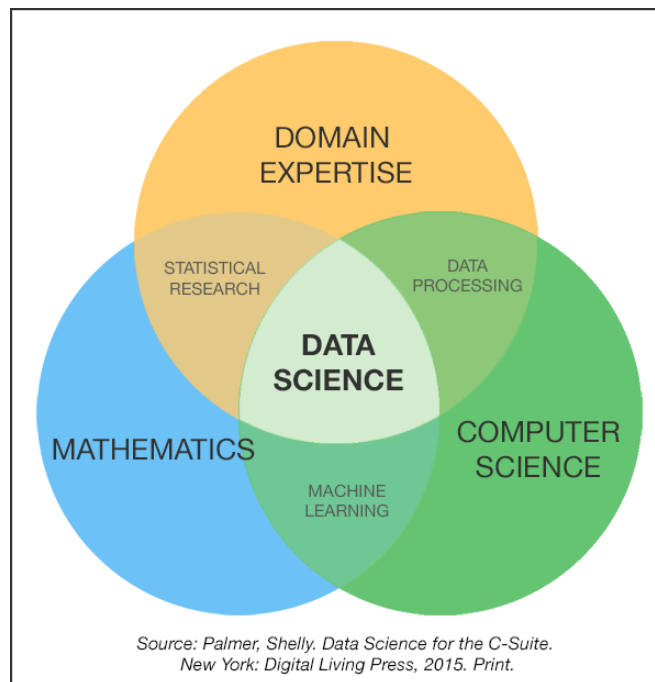 DOMAIN
EXPERTISE
STATISTICAL
RESEARCH
DATA
PROCESSING
DATA
SCIENCE
MATHEMATICS
COMPUTER
SCIENCE
MACHINE
LEARNING
Source: Palmer, Shelly. Data Science for the C-Suite.
New York: Digital Living Press, 2015. Print.